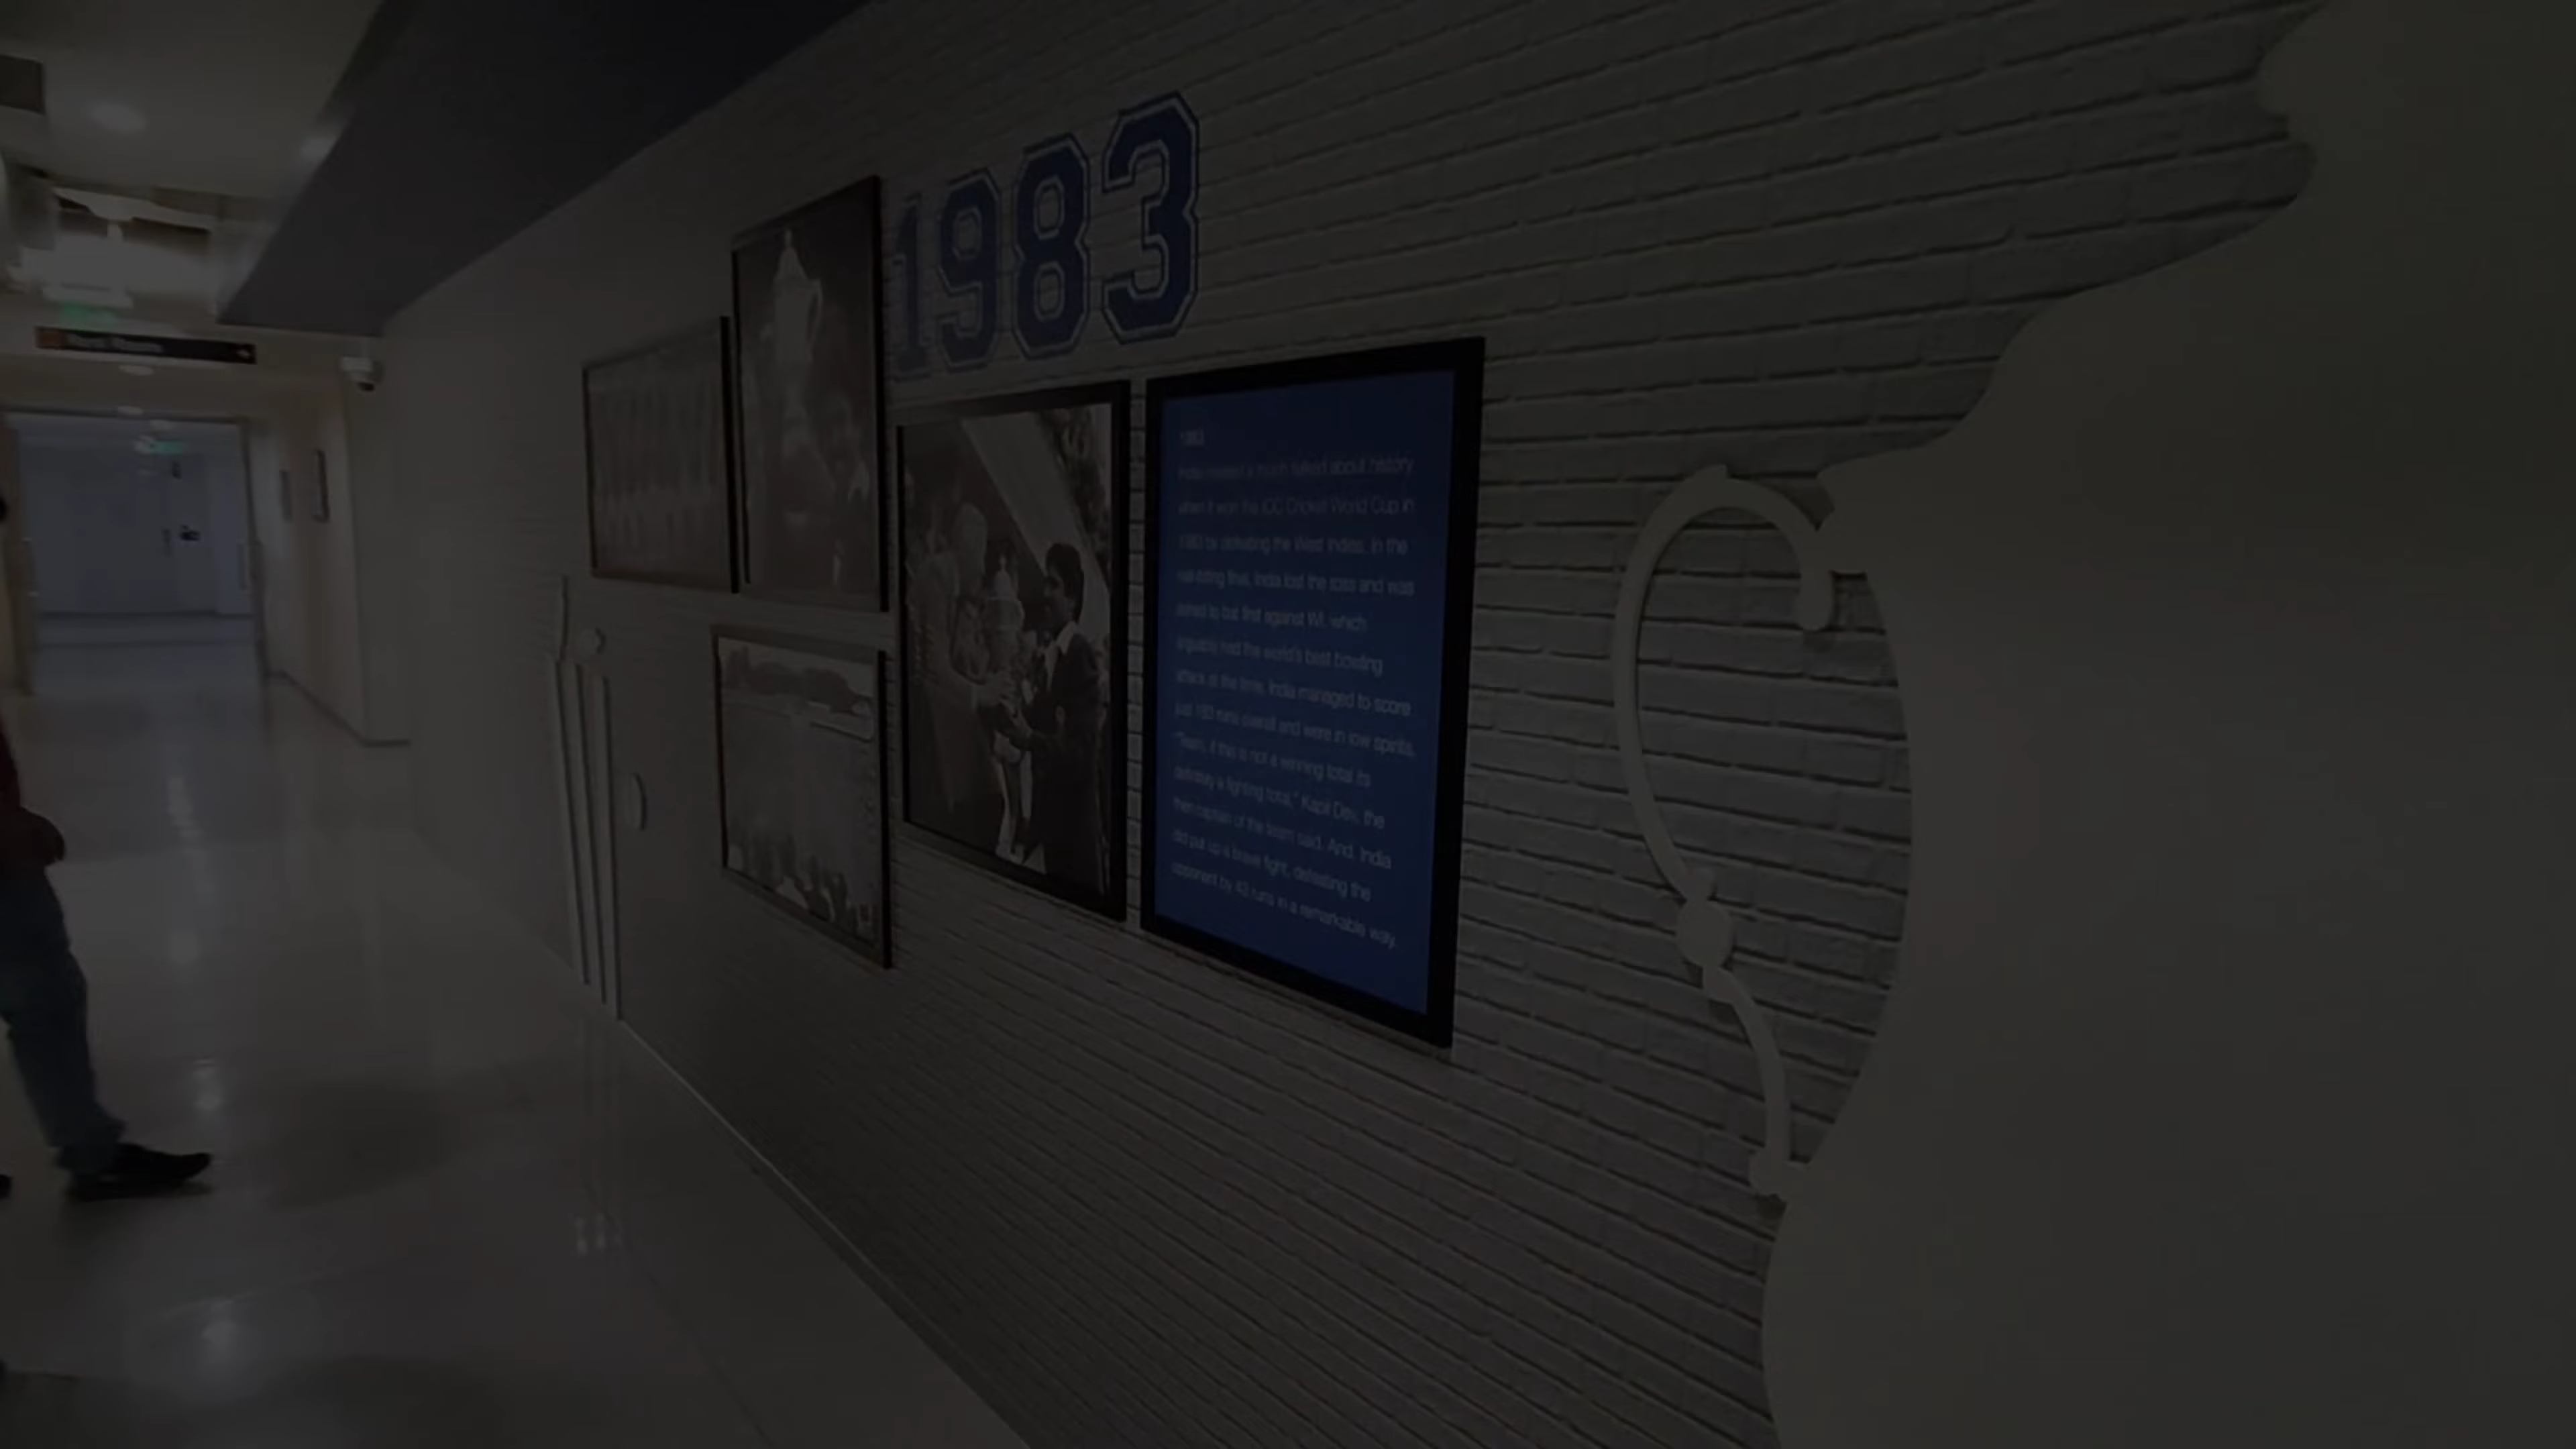 1983
1983
India created a much talked about history
when it won the ICC Cricket World Cup in
1983 by defeating the West Indies. In the
nail-biting final, India lost the toss and was
asked to bat first against WI, which
arguably had the world's best bowling
attack at the time. India managed to score
just 183 runs overall and were in low spirits.
"Team, if this is not a winning total its
definitely a fighting total," Kapil Dev, the
then captain of the team said. And, India
did put up a brave fight, defeating the
opponent by 43 runs in a remarkable way.